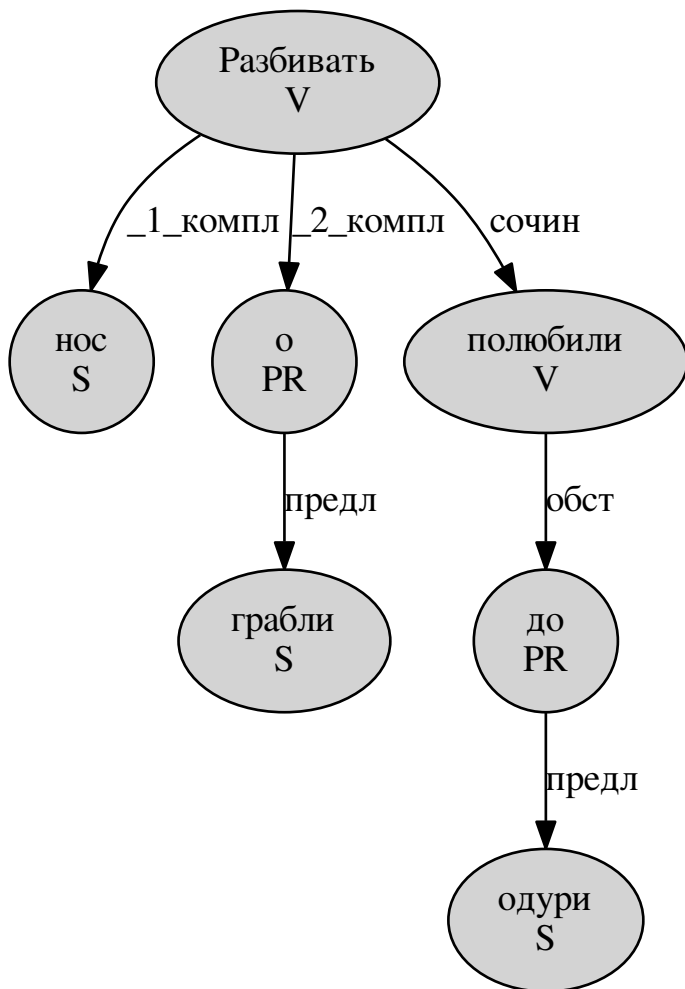 Разбивать
V
_1_компл
_2_компл
сочин
нос
S
о
PR
полюбили
V
предл
обст
грабли
S
до
PR
предл
одури
S